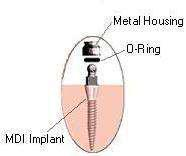 Metal Housing
O-Ring
MDI Implant